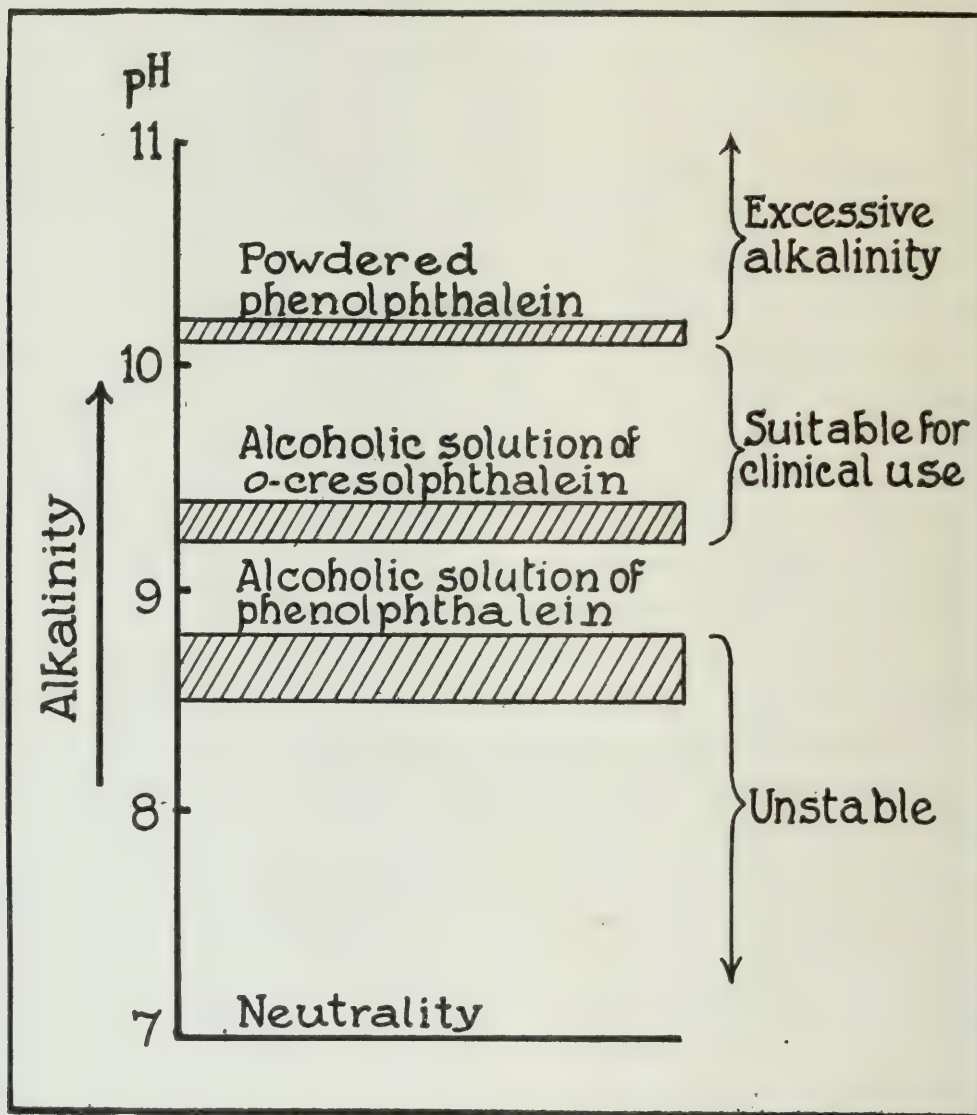 pH
11
Excessive
alkalinity
Powdered
phenolphthalein
10
Suitable for
clinical use
Alcoholic solution of
o-cresolphthalein
Alkalinity
9
Alcoholic solution of
phenolphthalein
8
Unstable
7
Neutrality